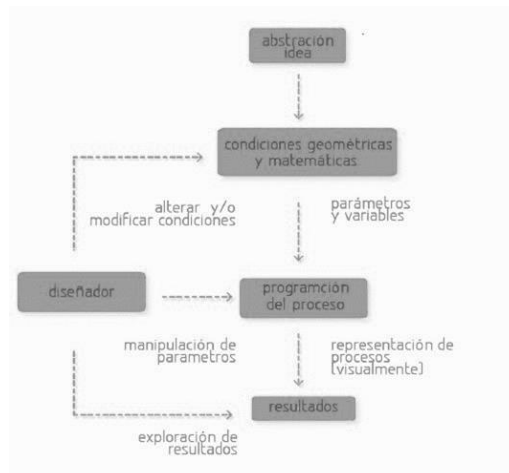 abstración
idea
condiciones geométricas
y matemáticas
alterar y/o
modificar condiciones
parámetros
y variables
diseñador
programción
del proceso
manipulación de
parametros
representación de
procesos
(visualmente)
resultados
exploración de
resultados